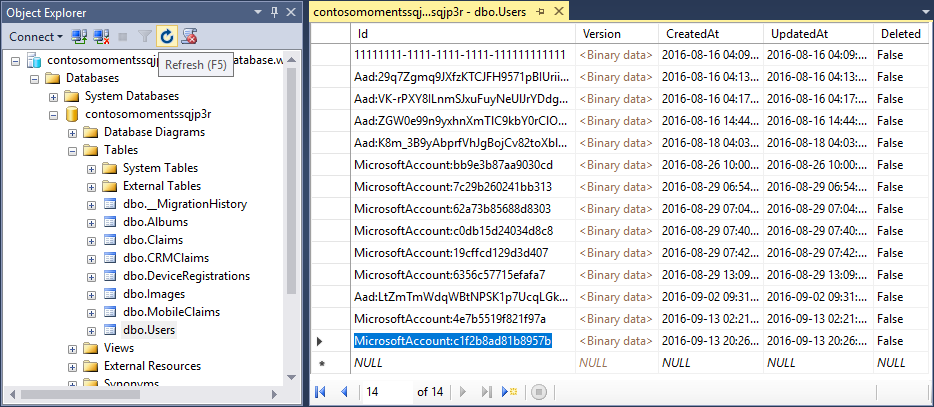 Object Explorer
Connect
contosomomentssqj
atabase.w
Refresh (F5)
Databases
System Databases
contosomomentssqjp3r
Database Diagrams
Tables
System Tables
External Tables
dbo.__MigrationHistory
dbo.Albums
dbo.Claims
dbo.CRMClaims
dbo.DeviceRegistrations
dbo.Images
dbo.MobileClaims
dbo.Users
Views
External Resources
Synonyms
contosomomentssqj...sqjp3r - dbo.Users
Id Version CreatedAt UpdatedAt Deleted
11111111-1111-1111-1111-111111111111 <Binary data> 2016-08-16 04:09:... 2016-08-16 04:09:... False
Aad:29q7Zgmq9JXfzKTCJFH9571pBIUrii... <Binary data> 2016-08-16 04:13... 2016-08-16 04:13:... False
Aad:VK-rPXY8ILnmSJxuFuyNeUIJrYDdg... <Binary data> 2016-08-16 04:17... 2016-08-16 04:17:... False
Aad:ZGW0e99n9yxhnXmTIC9kbY0rCIO... <Binary data> 2016-08-16 14:44... 2016-08-16 14:44:... False
Aad:K8m_3B9yAbprfVhJgBojCv82toXbl... <Binary data> 2016-08-18 04:03... 2016-08-18 04:03:... False
MicrosoftAccount:bb9e3b87aa9030cd <Binary data> 2016-08-26 10:00... 2016-08-26 10:00:... False
MicrosoftAccount:7c29b260241bb313 <Binary data> 2016-08-29 06:54... 2016-08-29 06:54:... False
MicrosoftAccount:62a73b85688d8303 <Binary data> 2016-08-29 07:04... 2016-08-29 07:04:... False
MicrosoftAccount:c0db15d24034d8c8 <Binary data> 2016-08-29 07:40... 2016-08-29 07:40:... False
MicrosoftAccount:19cffcd129d3d407 <Binary data> 2016-08-29 07:42... 2016-08-29 07:42:... False
MicrosoftAccount:6356c57715efafa7 <Binary data> 2016-08-29 13:09... 2016-08-29 13:09:... False
Aad:LtZmTmWdqWBtNPSK1p7UcqLGk... <Binary data> 2016-09-02 09:31... 2016-09-02 09:31:... False
MicrosoftAccount:4e7b5519f821f97a <Binary data> 2016-09-13 02:21... 2016-09-13 02:21:... False
MicrosoftAccount:c1f2b8ad81b8957b <Binary data> 2016-09-13 20:26... 2016-09-13 20:26:... False
NULL NULL NULL NULL NULL
14 of 14